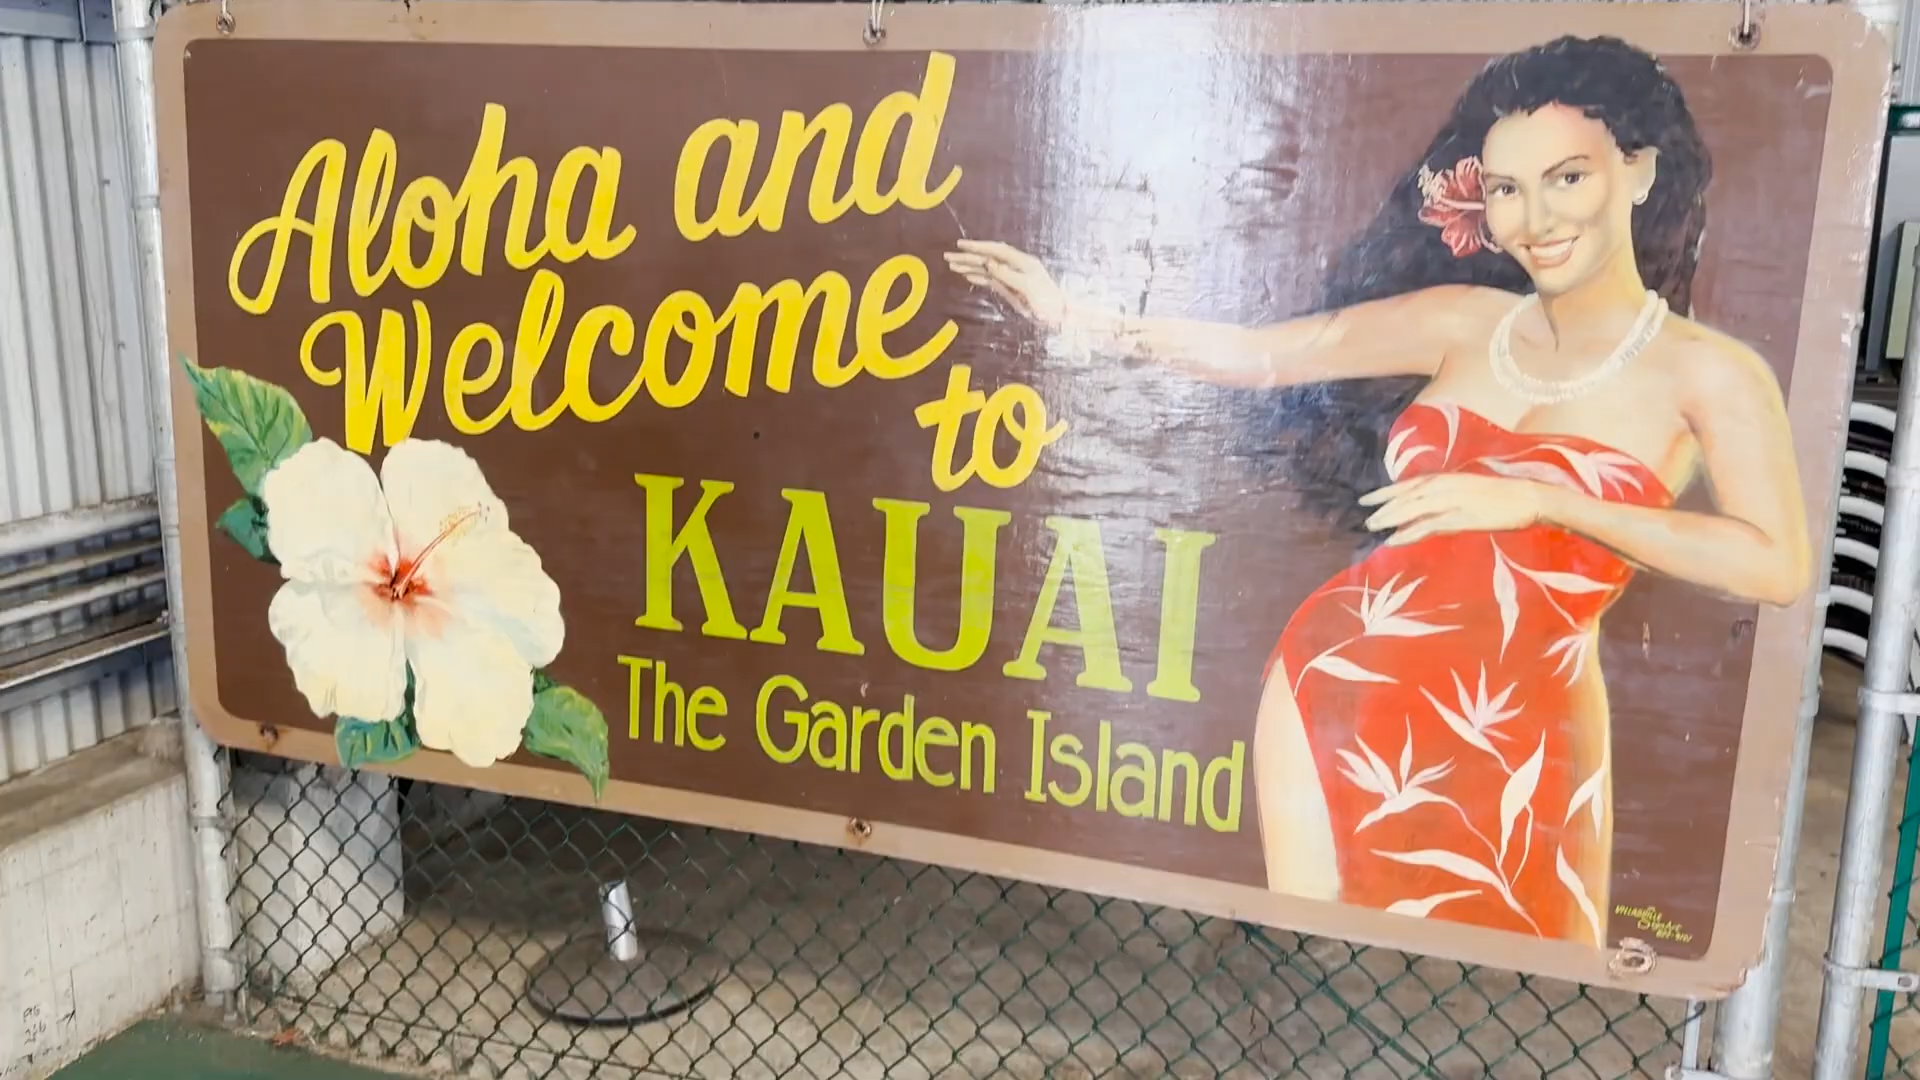 Aloha and
Welcome
to
KAUAI
The Garden Island